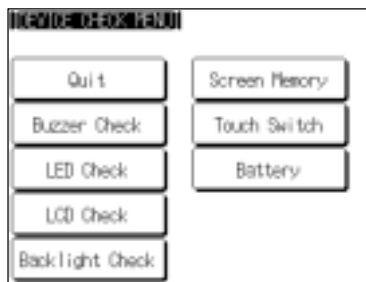 [DEVICE CHECK MENU]
Quit
Buzzer Check
LED Check
LCD Check
Backlight Check
Screen Memory
Touch Switch
Battery